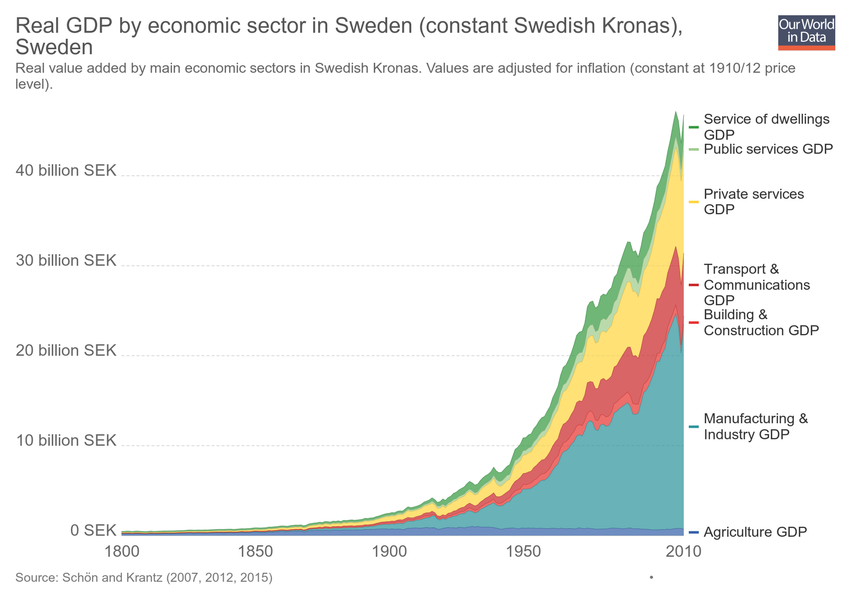 Real GDP by economic sector in Sweden (constant Swedish Kronas),
Sweden
Our World
in Data
Real value added by main economic sectors in Swedish Kronas. Values are adjusted for inflation (constant at 1910/12 price
level).
Service of dwellings
GDP
Public services GDP
40 billion SEK
Private services
GDP
30 billion SEK
Transport &
Communications
GDP
Building &
Construction GDP
20 billion SEK
Manufacturing &
Industry GDP
10 billion SEK
0 SEK
Agriculture GDP
1800
1850
1900
1950
2010
Source: Schön and Krantz (2007, 2012, 2015)
•